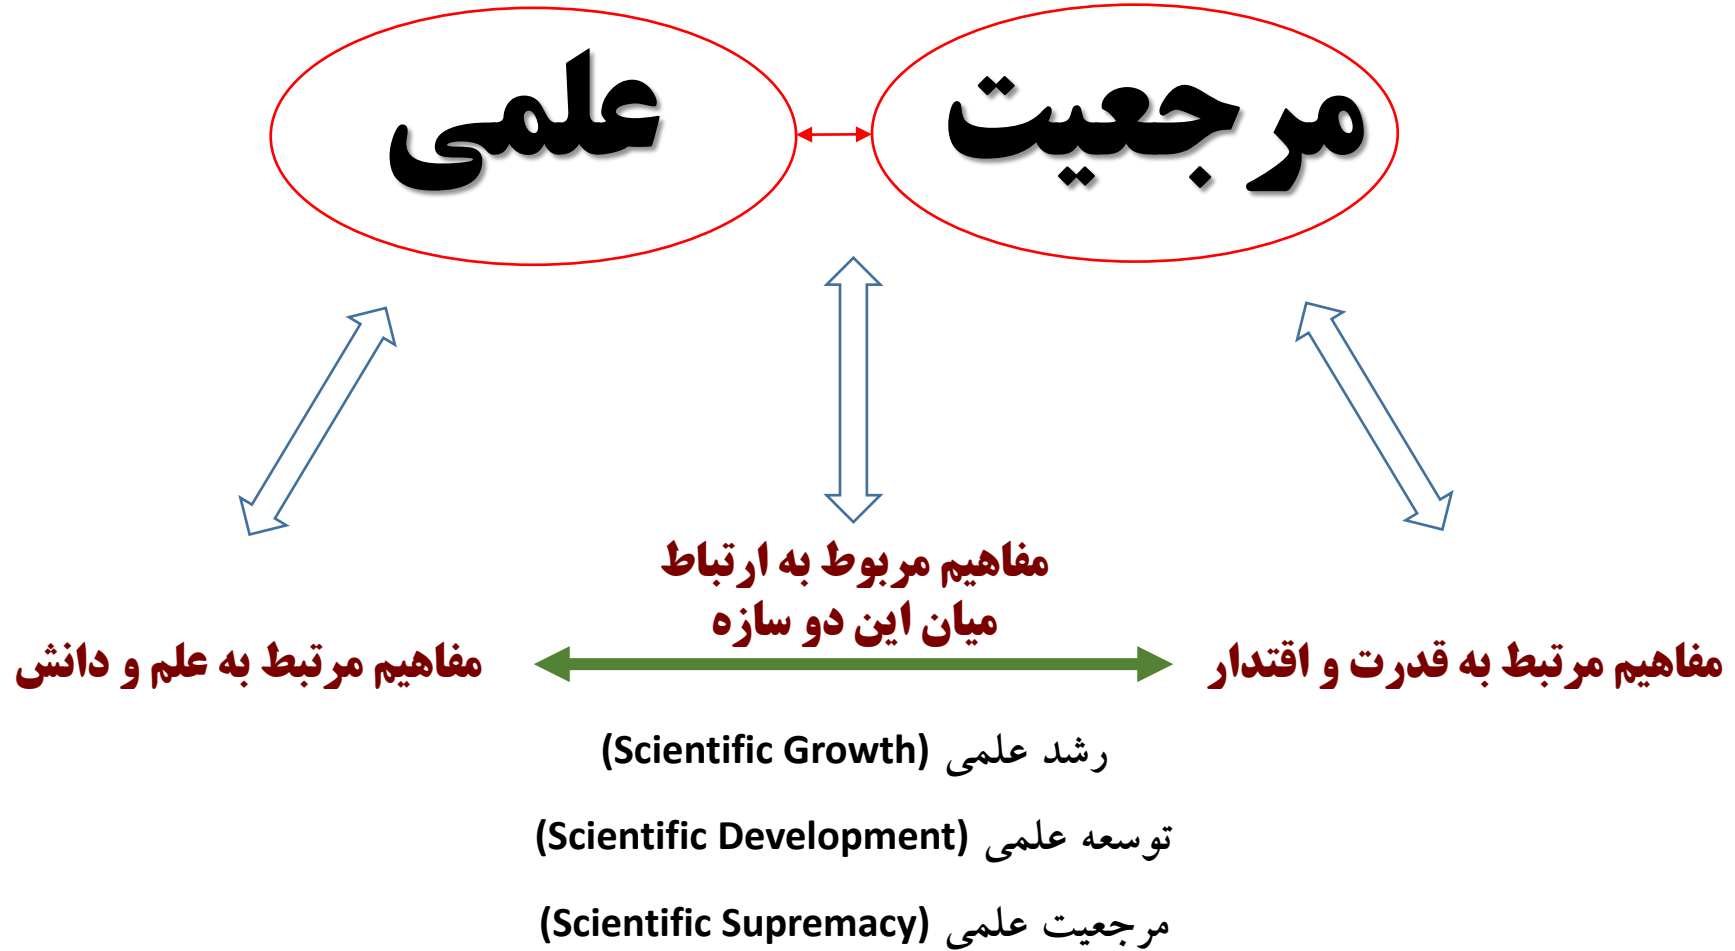 مرجعیت علمی
مفاهیم مربوط به ارتباط
میان این دو سازه
مفاهیم مرتبط به قدرت و اقتدار
مفاهیم مرتبط به علم و دانش
رشد علمی (Scientific Growth)
توسعه علمی (Scientific Development)
مرجعیت علمی (Scientific Supremacy)